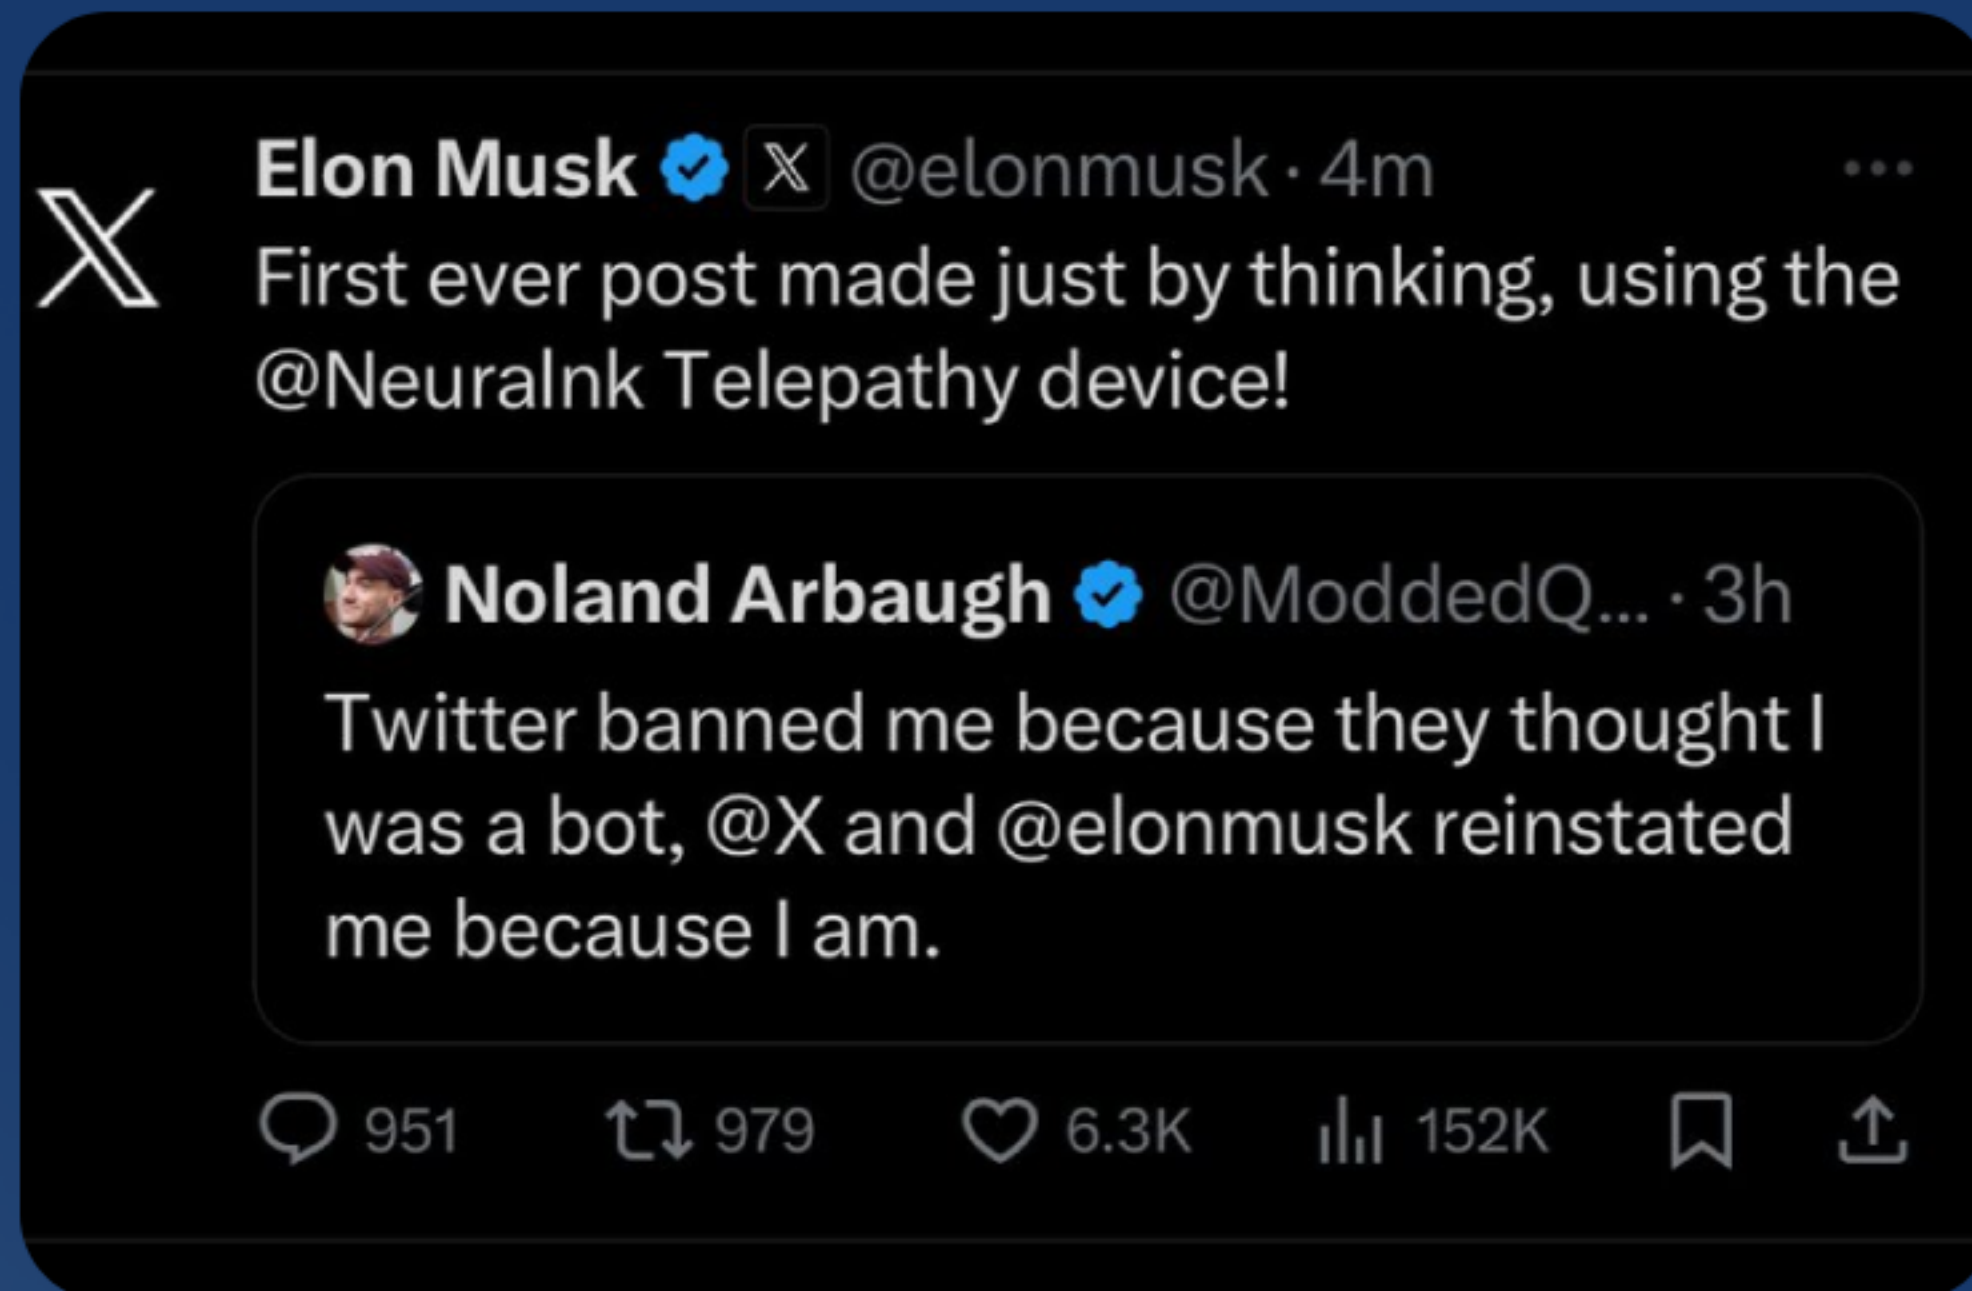 Elon Musk X @elonmusk · 4m
X
First ever post made just by thinking, using the
@Neuralnk Telepathy device!
Noland Arbaugh @ModdedQ... · 3h
Twitter banned me because they thought I
was a bot, @X and @elonmusk reinstated
me because I am.
951 979 6.3K 152K